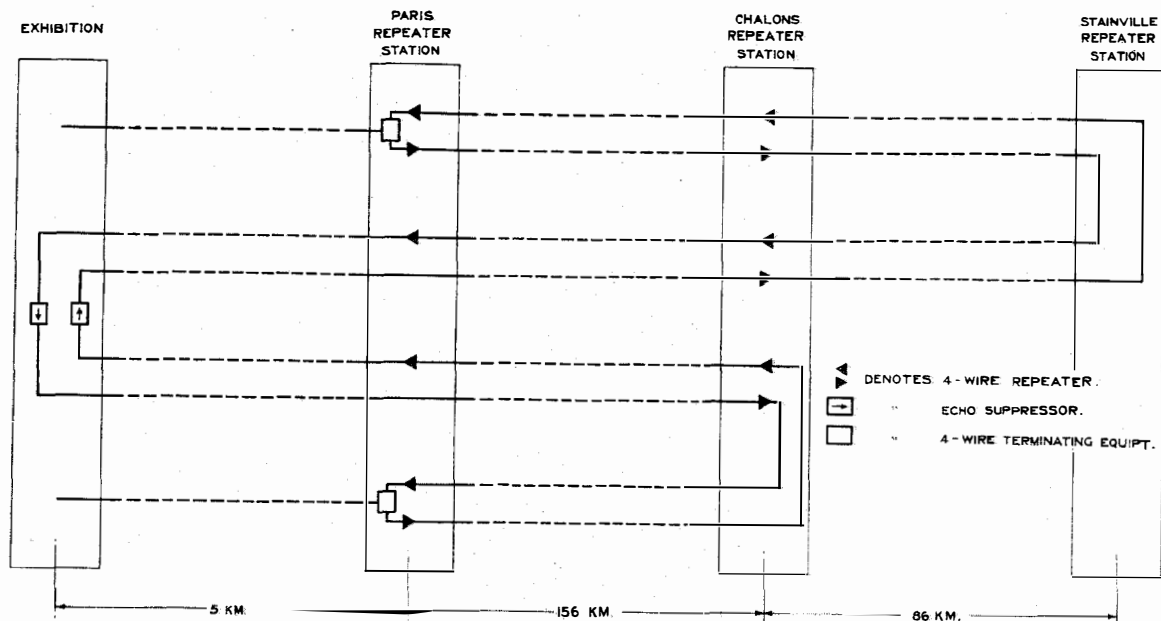 EXHIBITION
PARIS
REPEATER
STATION
CHALONS
REPEATER
STATION
STAINVILLE
REPEATER
STATION
DENOTES 4-WIRE REPEATER.
" ECHO SUPPRESSOR.
" 4-WIRE TERMINATING EQUIPT.
5 KM.
156 KM.
86 KM.